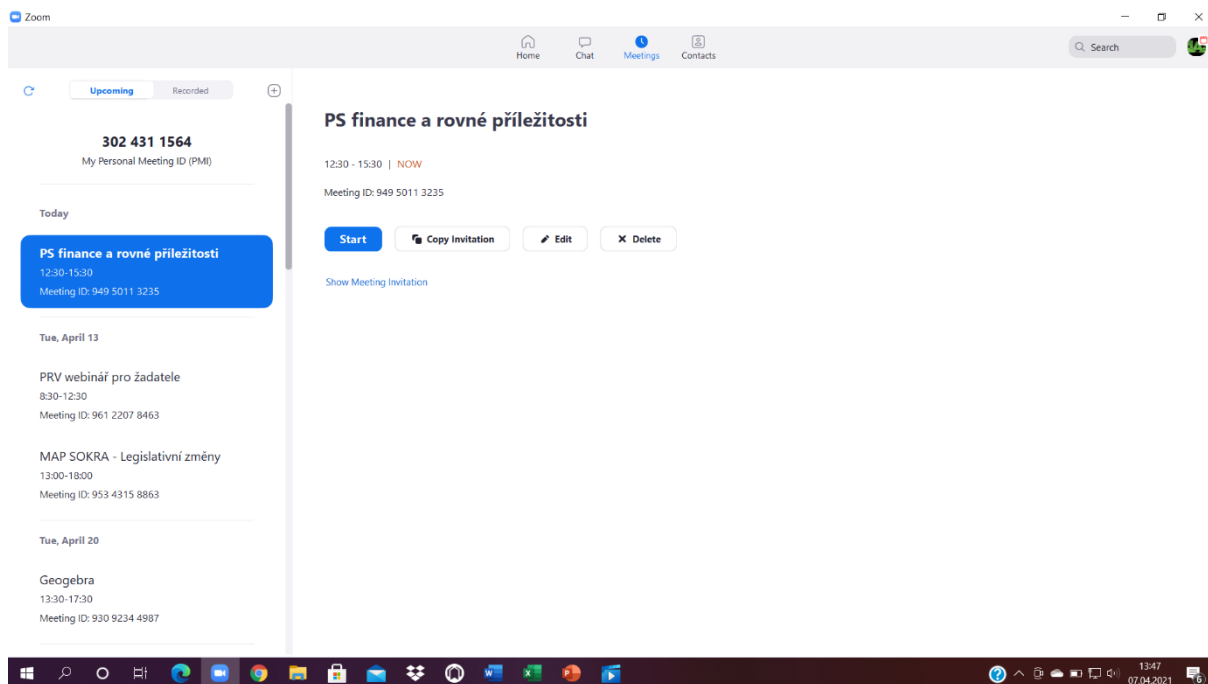 Zoom
Home
Chat
Meetings
Contacts
Search
Upcoming
Recorded
302 431 1564
My Personal Meeting ID (PMI)
Today
PS finance a rovné příležitosti
12:30-15:30
Meeting ID: 949 5011 3235
Tue, April 13
PRV webinář pro žadatele
8:30-12:30
Meeting ID: 961 2207 8463
MAP SOKRA - Legislativní změny
13:00-18:00
Meeting ID: 953 4315 8863
Tue, April 20
Geogebra
13:30-17:30
Meeting ID: 930 9234 4987
PS finance a rovné příležitosti
12:30 - 15:30 | NOW
Meeting ID: 949 5011 3235
Start
Copy Invitation
Edit
Delete
Show Meeting Invitation
13:47
07.04.2021
6